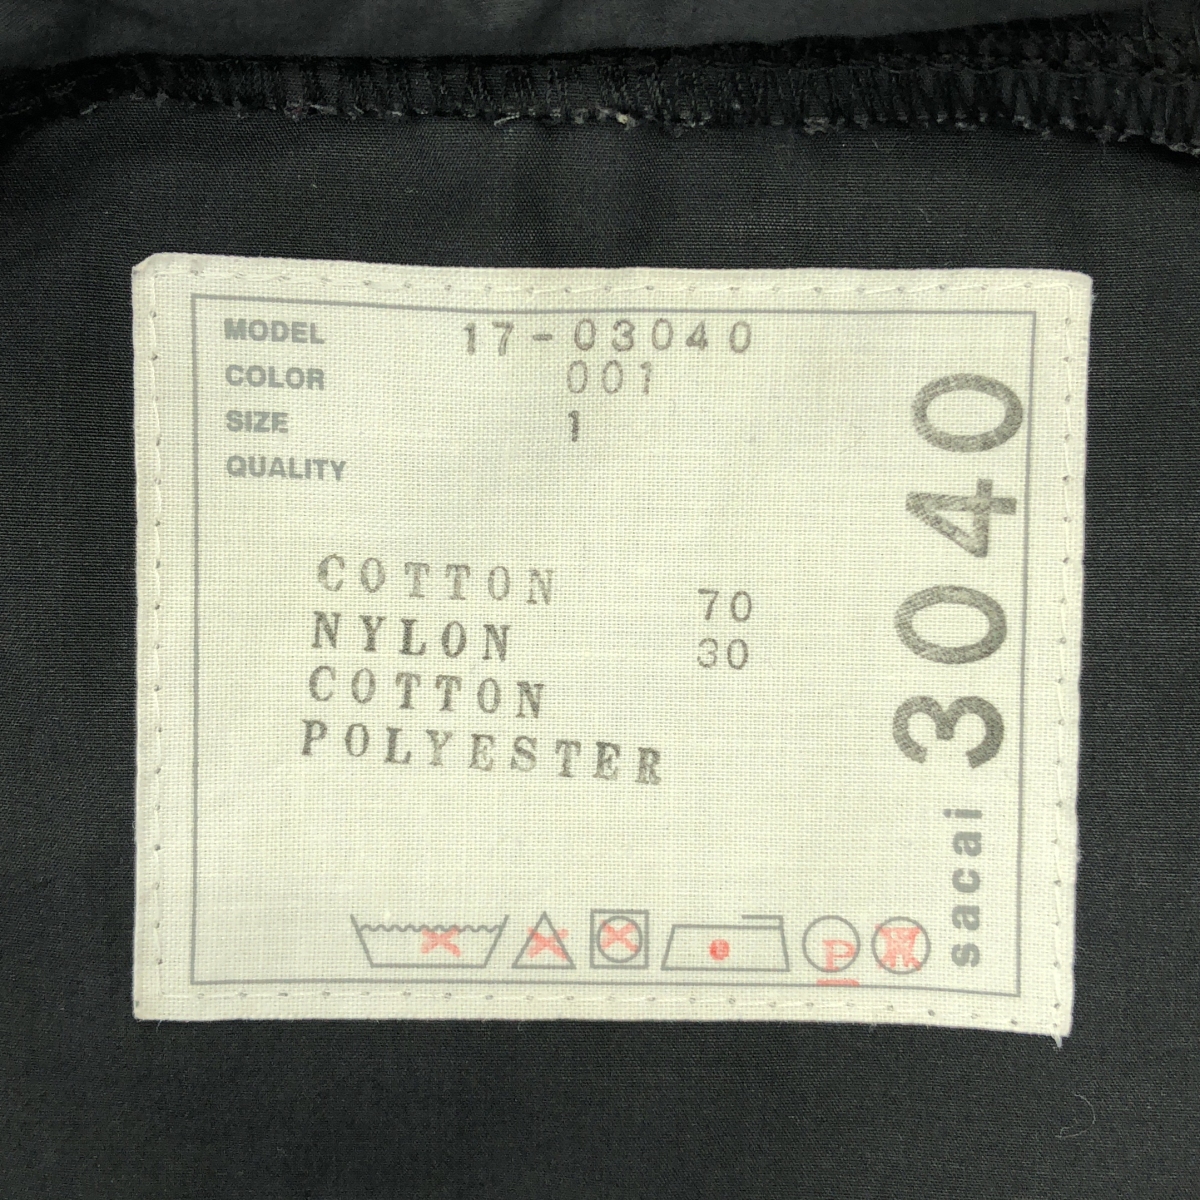 MODEL 17-03040
COLOR 001
SIZE 1
QUALITY
COTTON 70
NYLON 30
COTTON
POLYESTER
sacai 3040
P